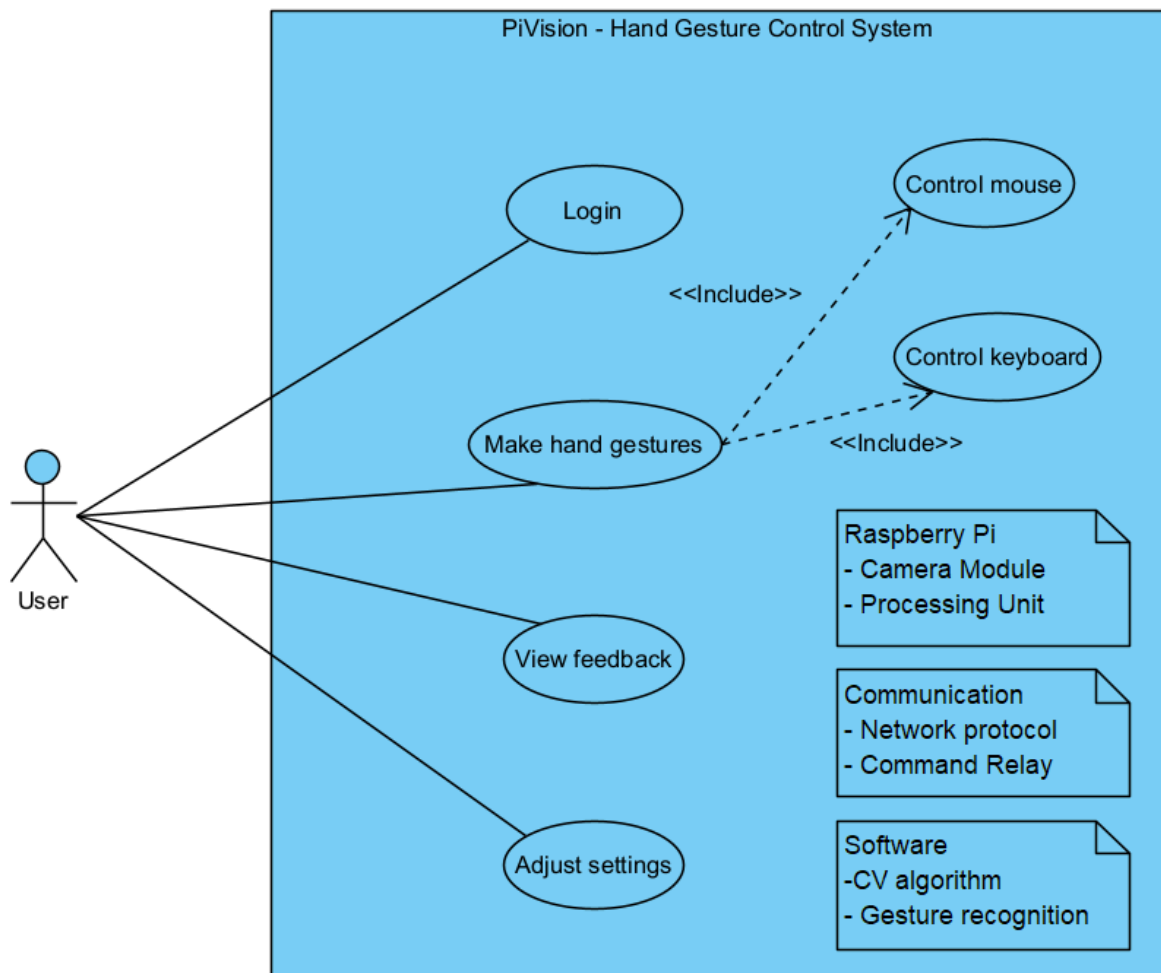 PiVision - Hand Gesture Control System
Login
Control mouse
<<Include>>
Control keyboard
Make hand gestures
<<Include>>
User
Raspberry Pi
- Camera Module
- Processing Unit
View feedback
Communication
- Network protocol
- Command Relay
Adjust settings
Software
-CV algorithm
- Gesture recognition